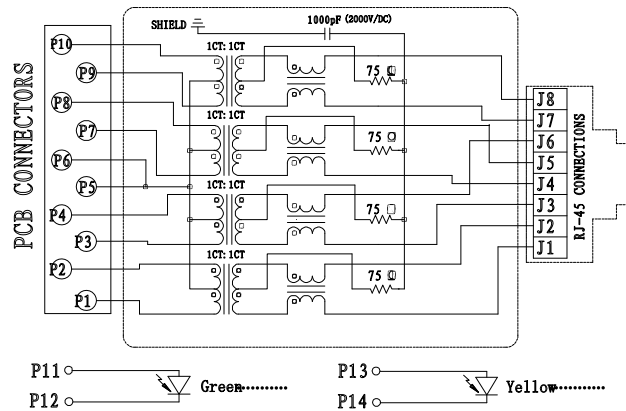 SHIELD
1000pF (2000V/DC)
P10
1CT: 1CT
P9
75 Ω
J8
P8
1CT: 1CT
J7
P7
75 Ω
J6
P6
J5
P5
1CT: 1CT
J4
P4
75 Ω
J3
P3
J2
1CT: 1CT
J1
P2
75 Ω
P1
PCB CONNECTORS
RJ-45 CONNECTIONS
P11
P12
Green
P13
P14
Yellow